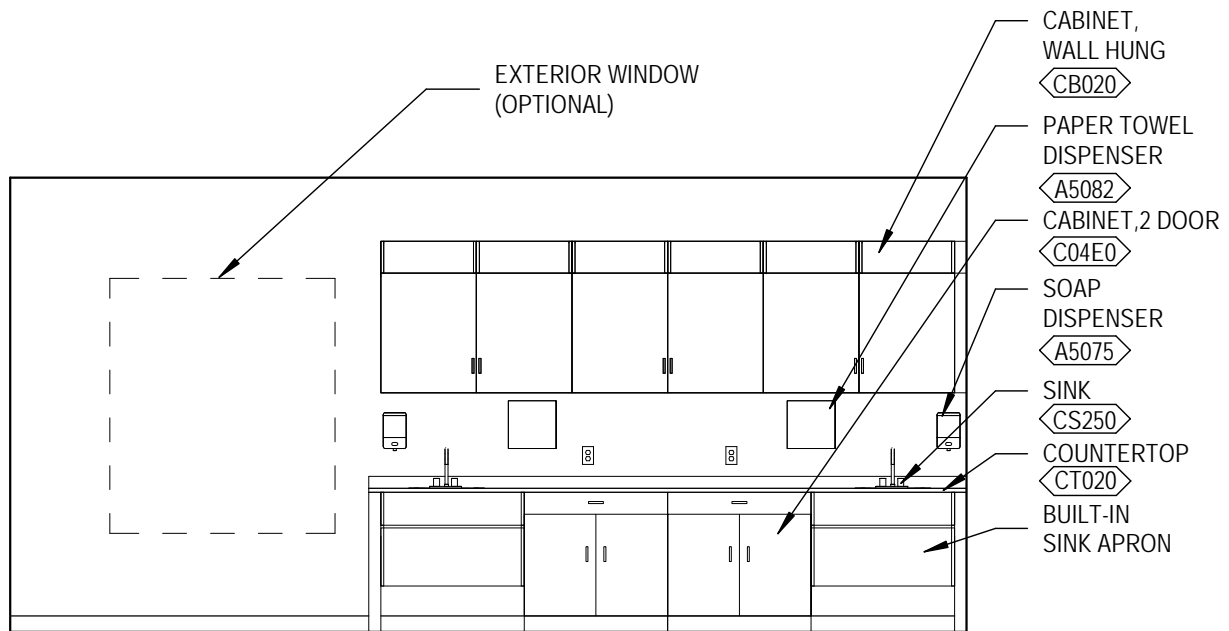 EXTERIOR WINDOW
(OPTIONAL)
CABINET,
WALL HUNG
CB020
PAPER TOWEL
DISPENSER
A5082
CABINET,2 DOOR
C04E0
SOAP
DISPENSER
A5075
SINK
CS250
COUNTERTOP
CT020
BUILT-IN
SINK APRON